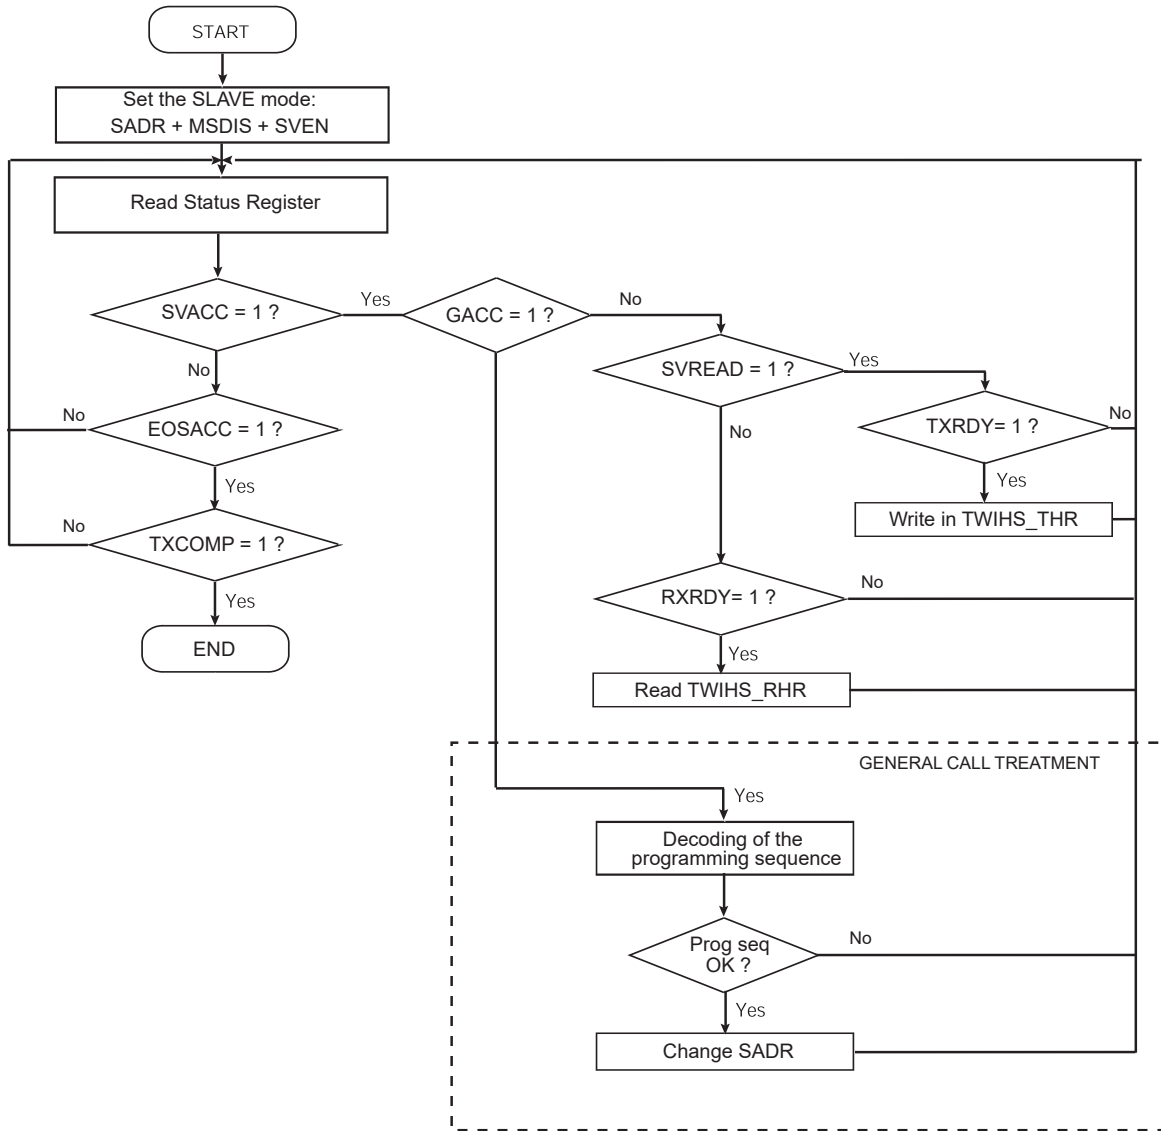 START
Set the SLAVE mode:
SADR + MSDIS + SVEN
Read Status Register
SVACC = 1 ?
Yes
GACC = 1 ?
No
No
SVREAD = 1 ?
Yes
No
EOSACC = 1 ?
No
TXRDY= 1 ?
No
Yes
Yes
Write in TWIHS_THR
No
TXCOMP = 1 ?
Yes
END
RXRDY= 1 ?
No
Yes
Read TWIHS_RHR
GENERAL CALL TREATMENT
Yes
Decoding of the
programming sequence
Prog seq
OK ?
No
Yes
Change SADR